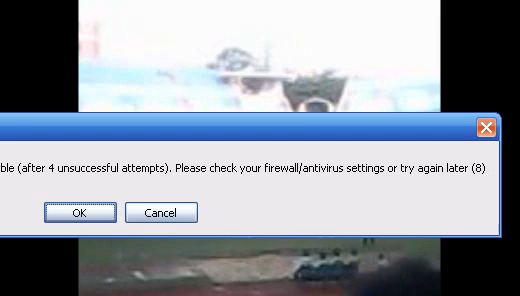 ble (after 4 unsuccessful attempts). Please check your firewall/antivirus settings or try again later (8)
OK
Cancel